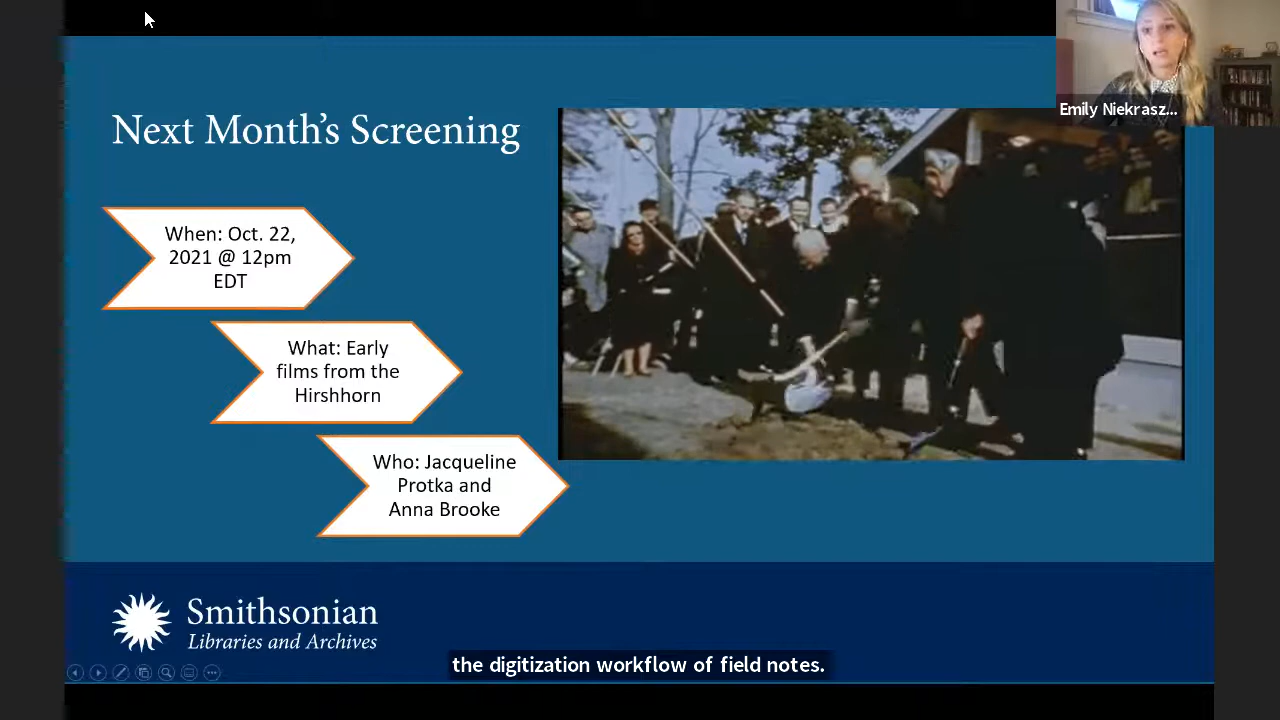 Emily Niekrasz...
Next Month's Screening
When: Oct. 22,
2021 @ 12pm
EDT
What: Early
films from the
Hirshhorn
Who: Jacqueline
Protka and
Anna Brooke
Smithsonian
Libraries and Archives
the digitization workflow of field notes.